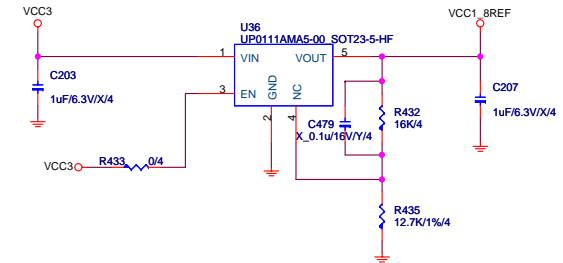 VCC3
VCC1_8REF
U36
UP0111AMA5-00_SOT23-5-HF
1
VIN
VOUT
5
C203
1uF/6.3V/X/4
3
EN
GND
NC
2
4
C207
1uF/6.3V/X/4
C479
X_0.1u/16V/Y/4
R432
16K/4
VCC3
R433
0/4
R435
12.7K/1%/4